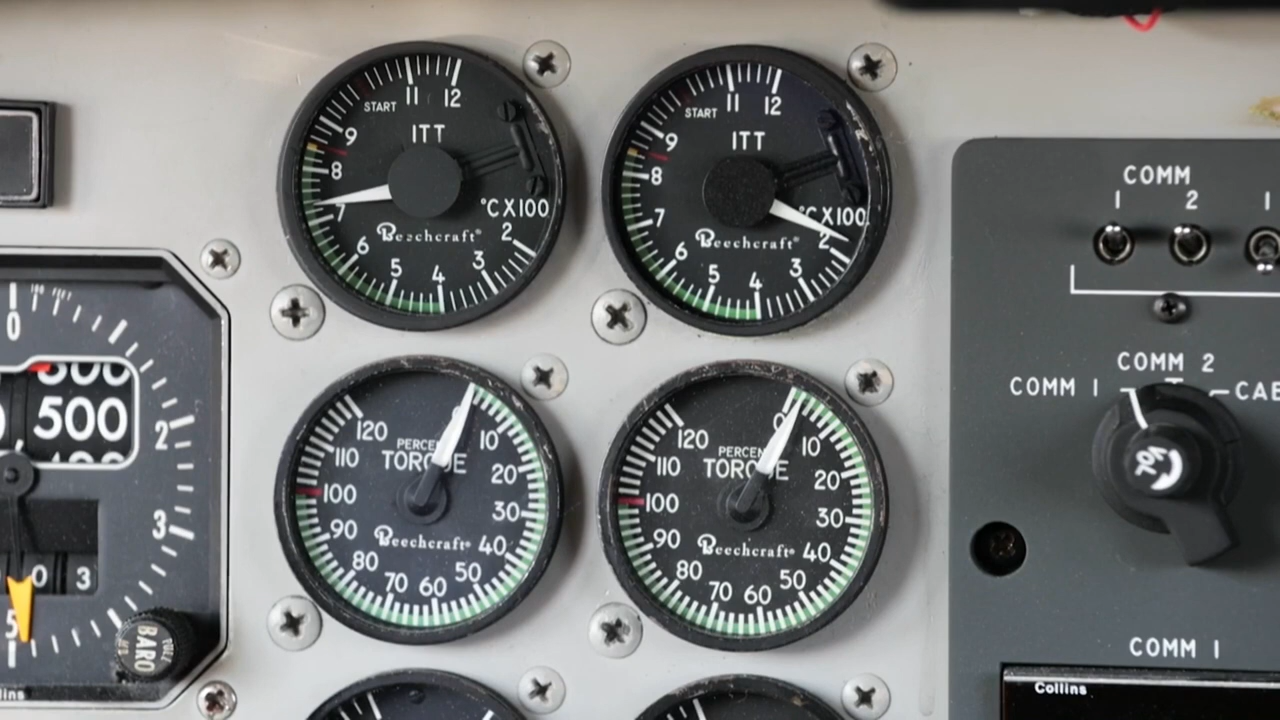 START
11 12
9
ITT
8
7
°C X100
Beechcraft®
2
6
5 4 3
START
11 12
9
ITT
8
7
°C X100
Beechcraft®
2
6
5 4 3
0
500
2
3
0 3
5
BARO
0
120
10
PERCENT
TORQUE
110
20
100
30
90
Beechcraft®
40
80
50
70 60
0
120
10
PERCENT
TORQUE
110
20
100
30
90
Beechcraft®
40
80
50
70 60
COMM
1 2 1
COMM 2
COMM 1
VOL
COMM 1
Collins